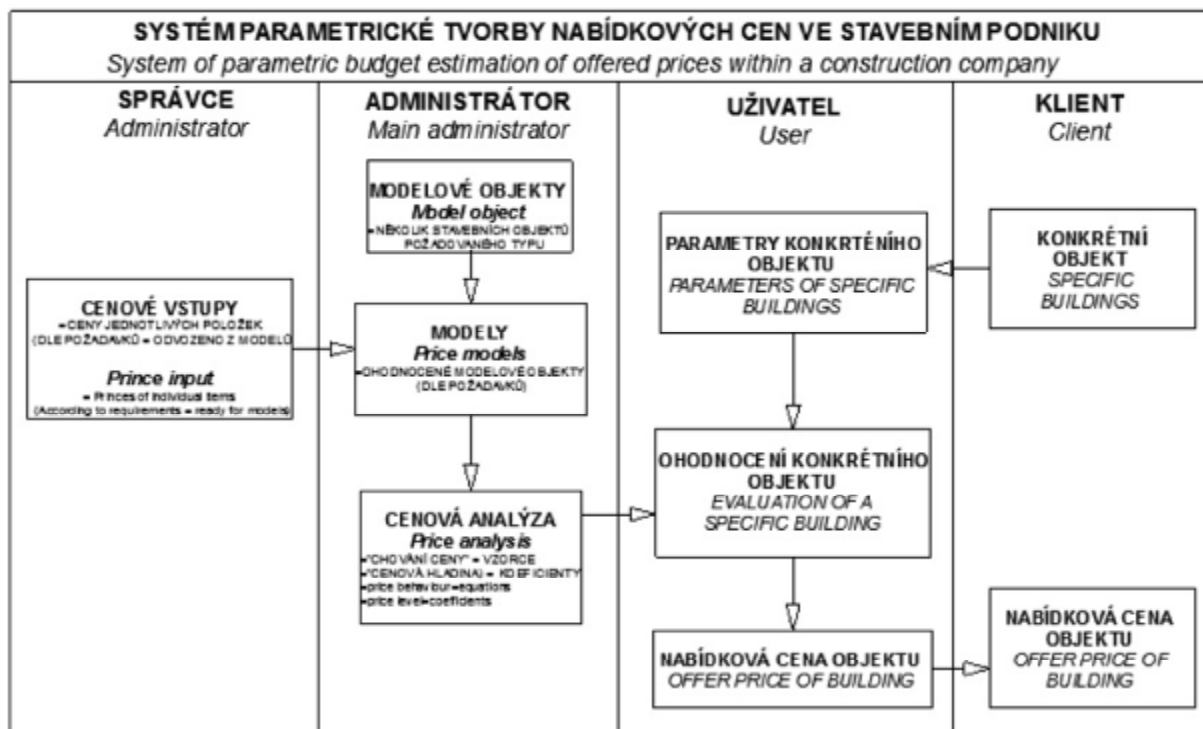 SYSTÉM PARAMETRICKÉ TVORBY NABÍDKOVÝCH CEN VE STAVEBNÍM PODNIKU
System of parametric budget estimation of offered prices within a construction company
SPRÁVCE
Administrator
CENOVÉ VSTUPY
= CENY JEDNOTLIVÝCH POLOŽEK
(DLE POŽADAVKŮ = ODVOZENO Z MODELŮ
Prince input
= Princes of individual items
(According to requirements = ready for models)
ADMINISTRÁTOR
Main administrator
MODELOVÉ OBJEKTY
Model object
=NĚKOLIK STAVEBNÍCH OBJEKTŮ
POŽADOVANÉHO TYPU
MODELY
Price models
=OHODNOCENÉ MODELOVÉ OBJEKTY
(DLE POŽADAVKŮ)
CENOVÁ ANALÝZA
Price analysis
="CHOVÁNÍ CENY" = VZORCE
="CENOVÁ HLADINA) = KOEFICIENTY
=price behaviour=equations
=price level=coefficients
UŽIVATEL
User
PARAMETRY KONKRTÉNÍHO
OBJEKTU
PARAMETERS OF SPECIFIC
BUILDINGS
OHODNOCENÍ KONKRÉTNÍHO
OBJEKTU
EVALUATION OF A
SPECIFIC BUILDING
NABÍDKOVÁ CENA OBJEKTU
OFFER PRICE OF BUILDING
KLIENT
Client
KONKRÉTNÍ
OBJEKT
SPECIFIC
BUILDINGS
NABÍDKOVÁ CENA
OBJEKTU
OFFER PRICE OF
BUILDING